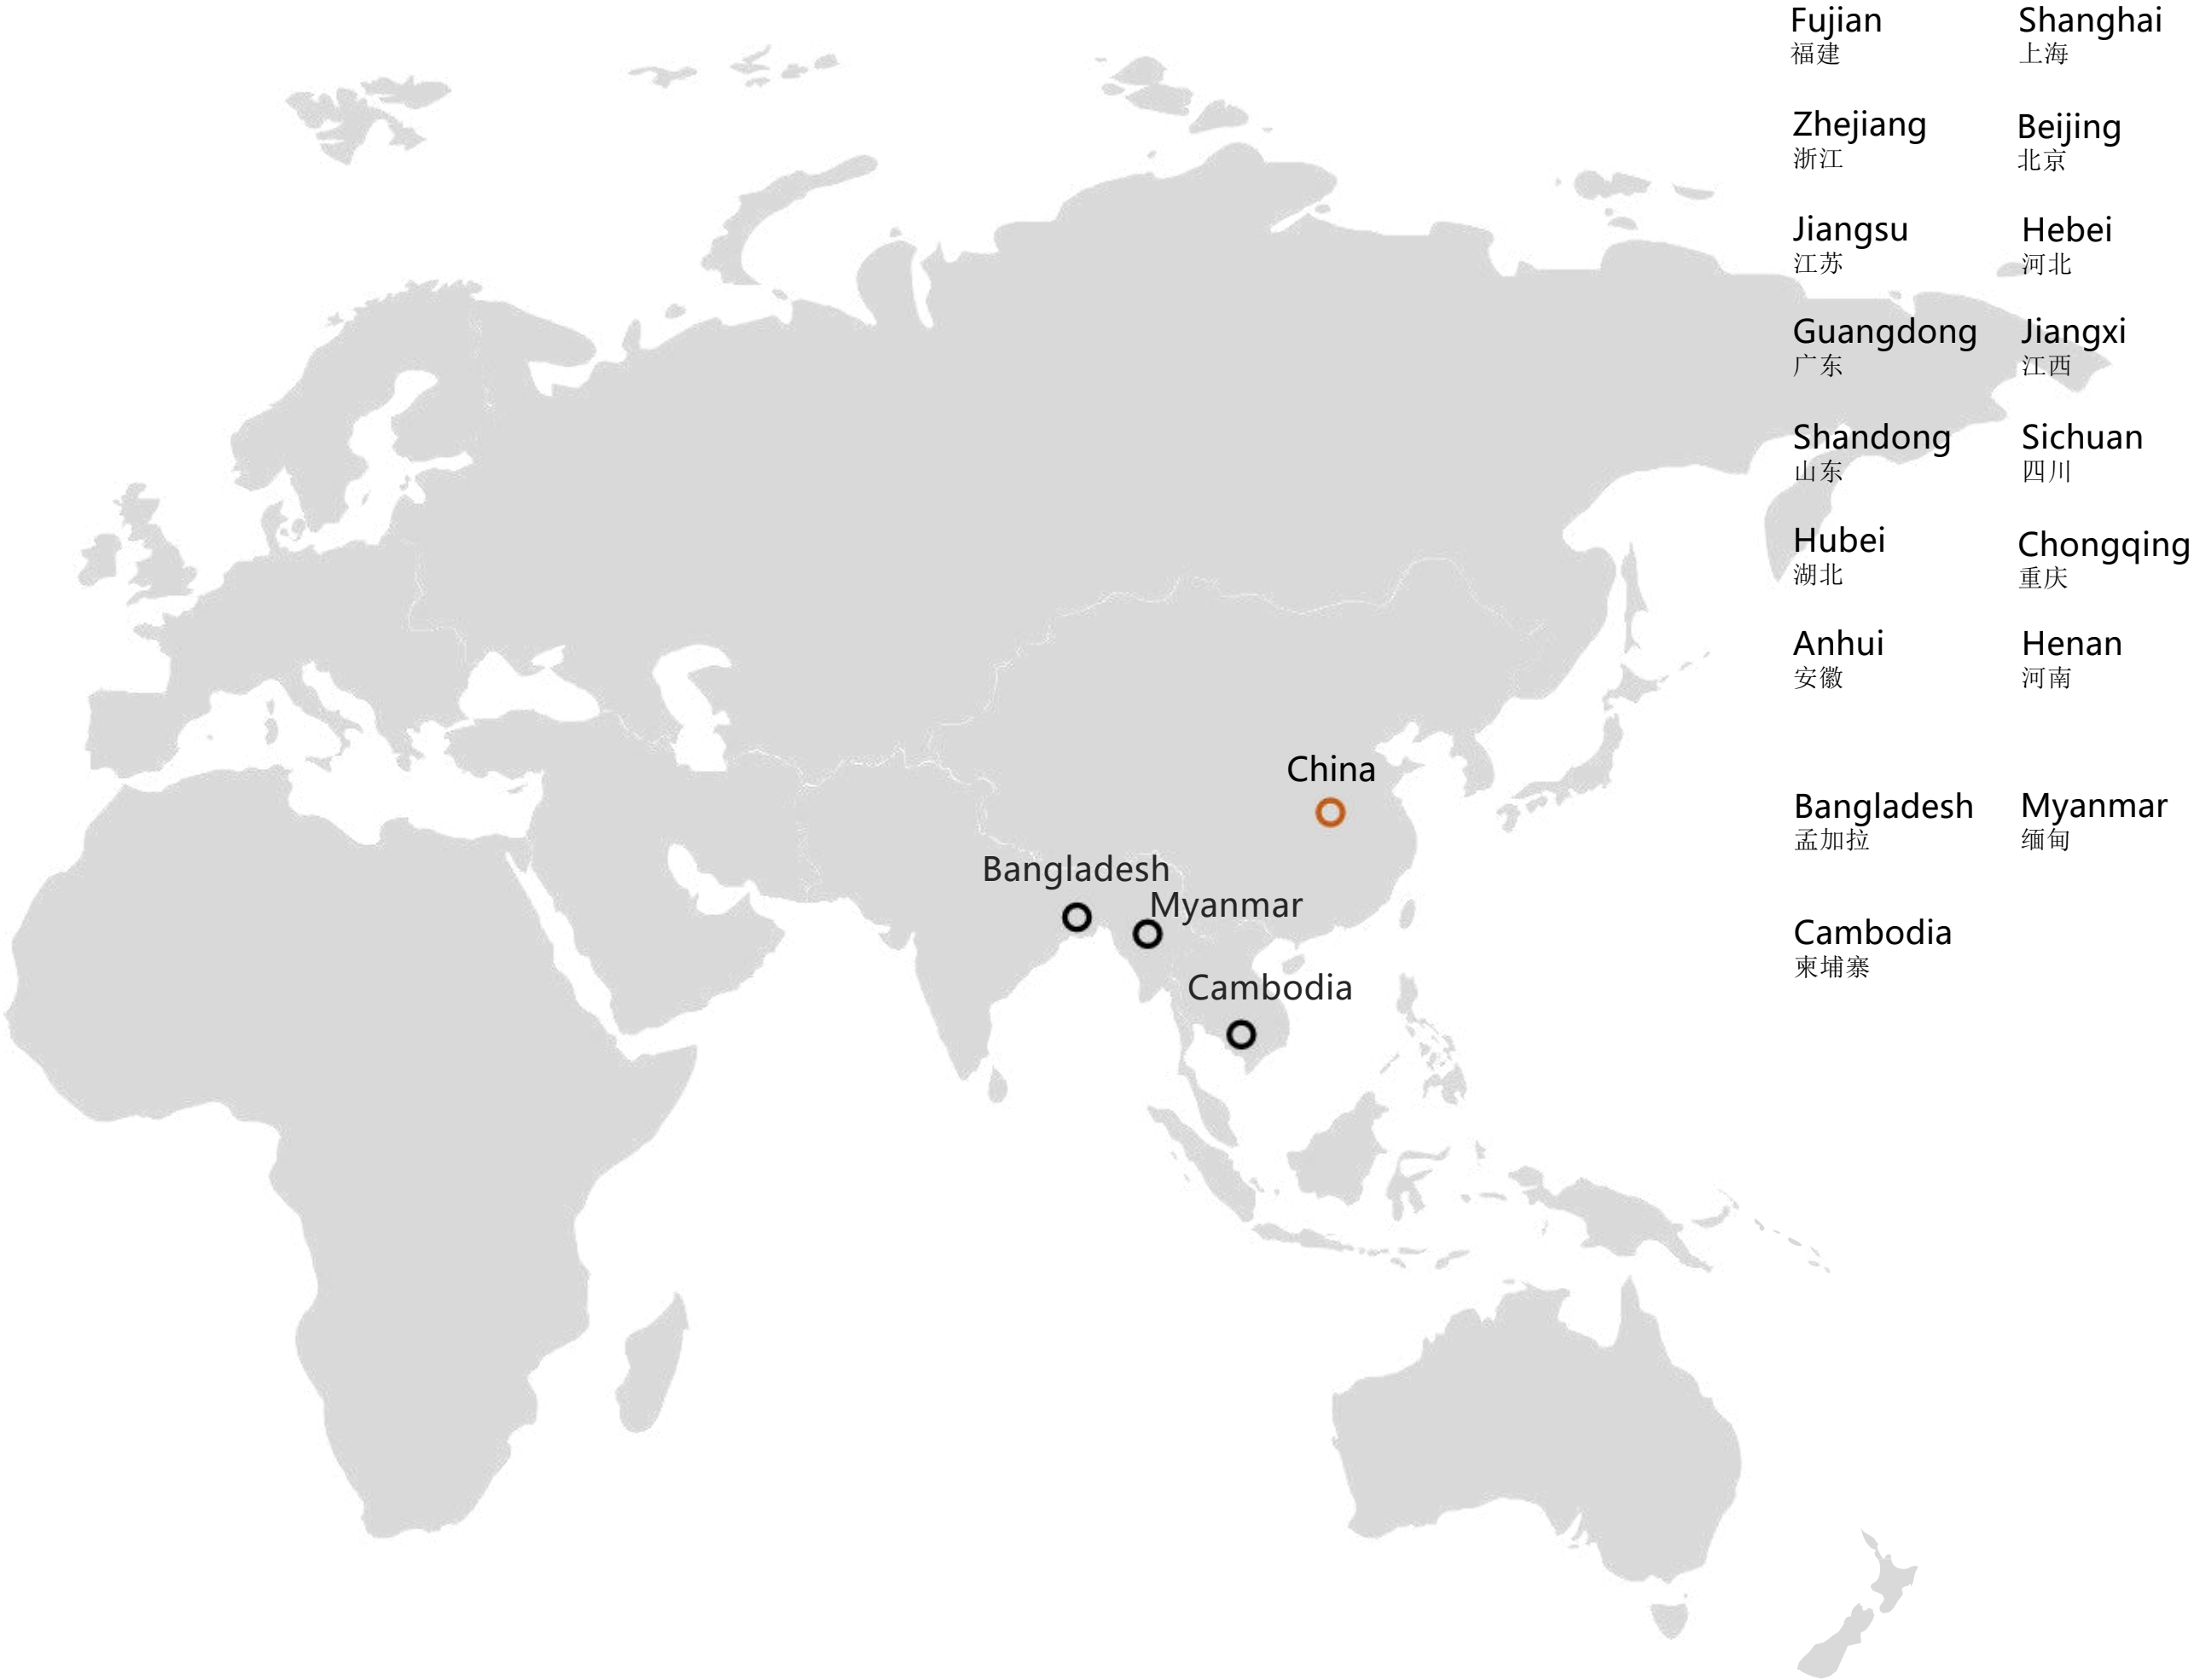 Fujian
福建
Shanghai
上海
Zhejiang
浙江
Beijing
北京
Jiangsu
江苏
Hebei
河北
Guangdong
广东
Jiangxi
江西
Shandong
山东
Sichuan
四川
Hubei
湖北
Chongqing
重庆
Anhui
安徽
Henan
河南
China
Bangladesh
孟加拉
Myanmar
缅甸
Bangladesh
Myanmar
Cambodia
柬埔寨
Cambodia